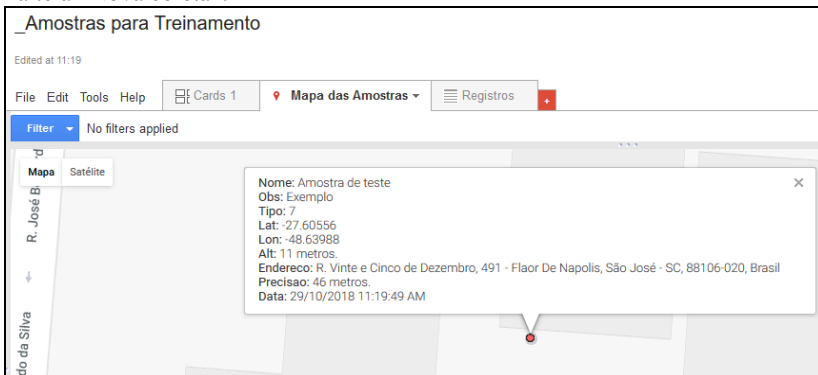 _Amostras para Treinamento
Edited at 11:19
File Edit Tools Help Cards 1 Mapa das Amostras Registros +
Filter No filters applied
Mapa Satélite
R. José B
do da Silva
Nome: Amostra de teste
Obs: Exemplo
Tipo: 7
Lat: -27.60556
Lon: -48.63988
Alt: 11 metros.
Endereco: R. Vinte e Cinco de Dezembro, 491 - Flaor De Napolis, São José - SC, 88106-020, Brasil
Precisao: 46 metros.
Data: 29/10/2018 11:19:49 AM